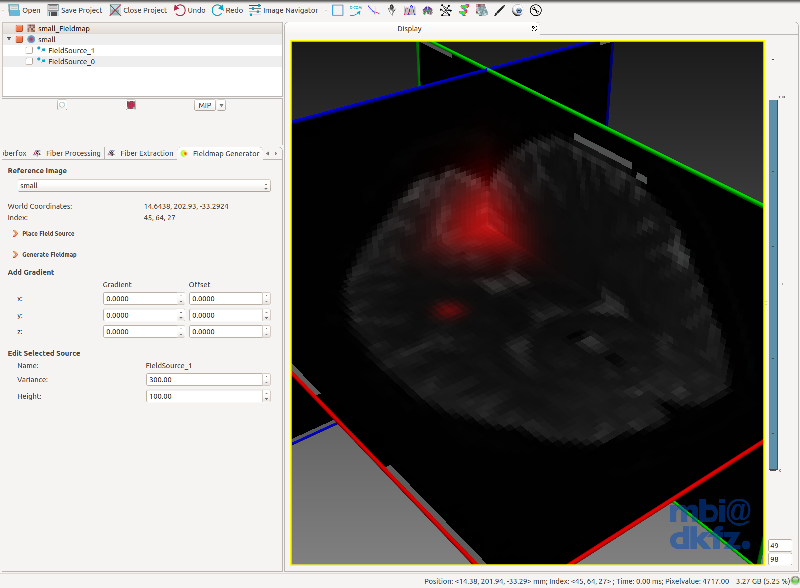 Open Save Project Close Project Undo Redo Image Navigator
small_Fieldmap
small
FieldSource_1
FieldSource_0
MIP
iberfox Fiber Processing Fiber Extraction Fieldmap Generator
Reference Image
small
World Coordinates: 14.6438, 202.93, -33.2924
Index: 45, 64, 27
Place Field Source
Generate Fieldmap
Add Gradient
Gradient Offset
x: 0.0000 0.0000
y: 0.0000 0.0000
z: 0.0000 0.0000
Edit Selected Source
Name: FieldSource_1
Variance: 300.00
Height: 100.00
Display
mbi@
dkfz.
49
98
Position: <14.38, 201.94, -33.29> mm; Index: <45, 64, 27> ; Time: 0.00 ms; Pixelvalue: 4717.00 3.27 GB (5.25 %)